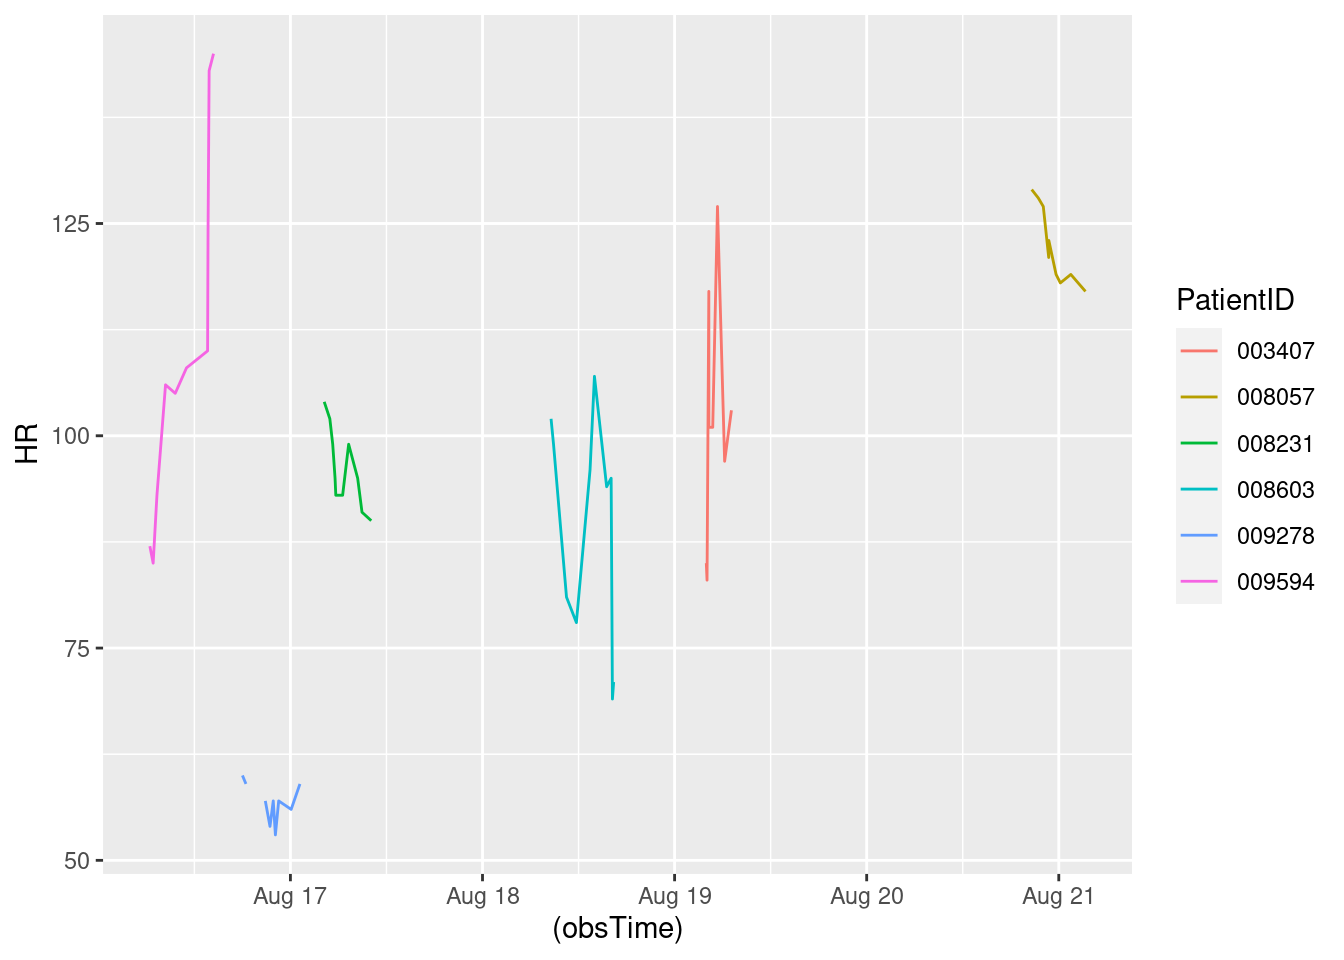 HR
125
100
75
50
Aug 17
Aug 18
Aug 19
Aug 20
Aug 21
(obsTime)
PatientID
003407
008057
008231
008603
009278
009594